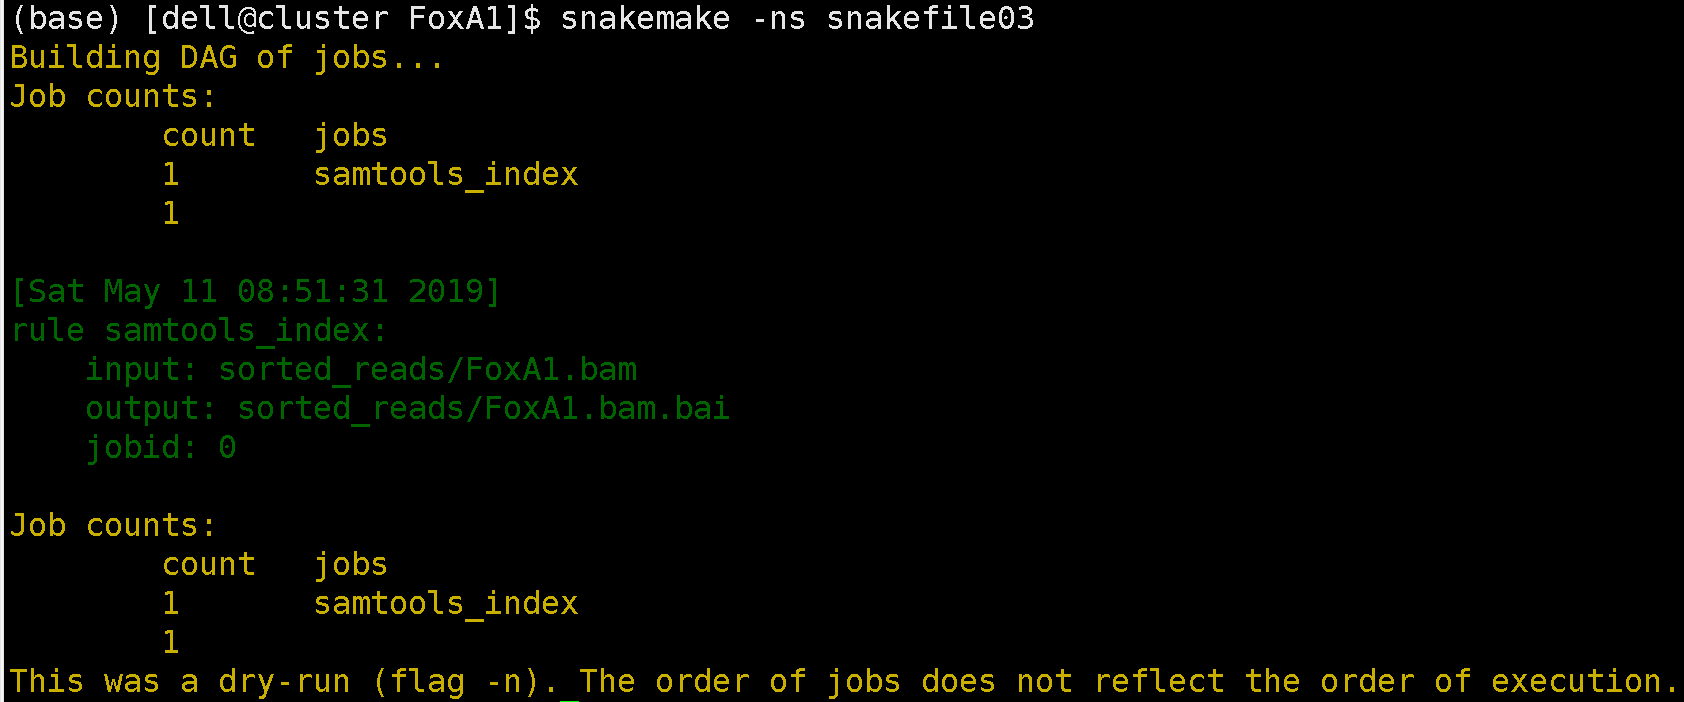 (base) [dell@cluster FoxA1]$ snakemake -ns snakefile03
Building DAG of jobs...
Job counts:
        count   jobs
        1       samtools_index
        1

[Sat May 11 08:51:31 2019]
rule samtools_index:
    input: sorted_reads/FoxA1.bam
    output: sorted_reads/FoxA1.bam.bai
    jobid: 0

Job counts:
        count   jobs
        1       samtools_index
        1
This was a dry-run (flag -n). The order of jobs does not reflect the order of execution.